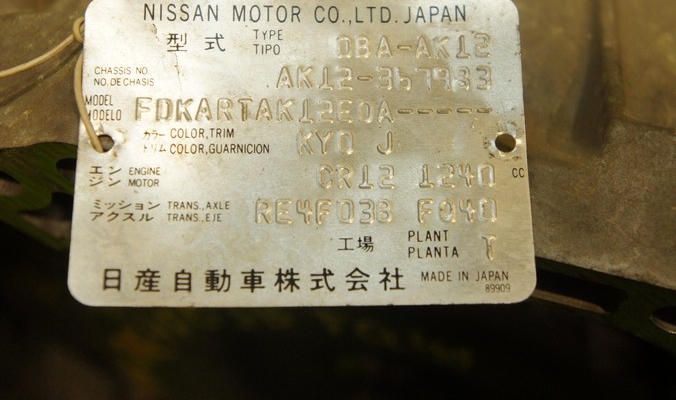 NISSAN MOTOR CO.,LTD. JAPAN
型式 TYPE TIPO DBA-AK12
CHASSIS NO. NO.DE CHASIS AK12-367933
MODEL MODELO FDKARTAK12EDA-----
カラー COLOR,TRIM
トリム COLOR,GUARNICION KY0 J
エンジン ENGINE MOTOR CR12 1240 CC
ミッション TRANS.,AXLE
アクスル TRANS.,EJE RE4F03B FQ40
工場 PLANT PLANTA T
日産自動車株式会社 MADE IN JAPAN
89909